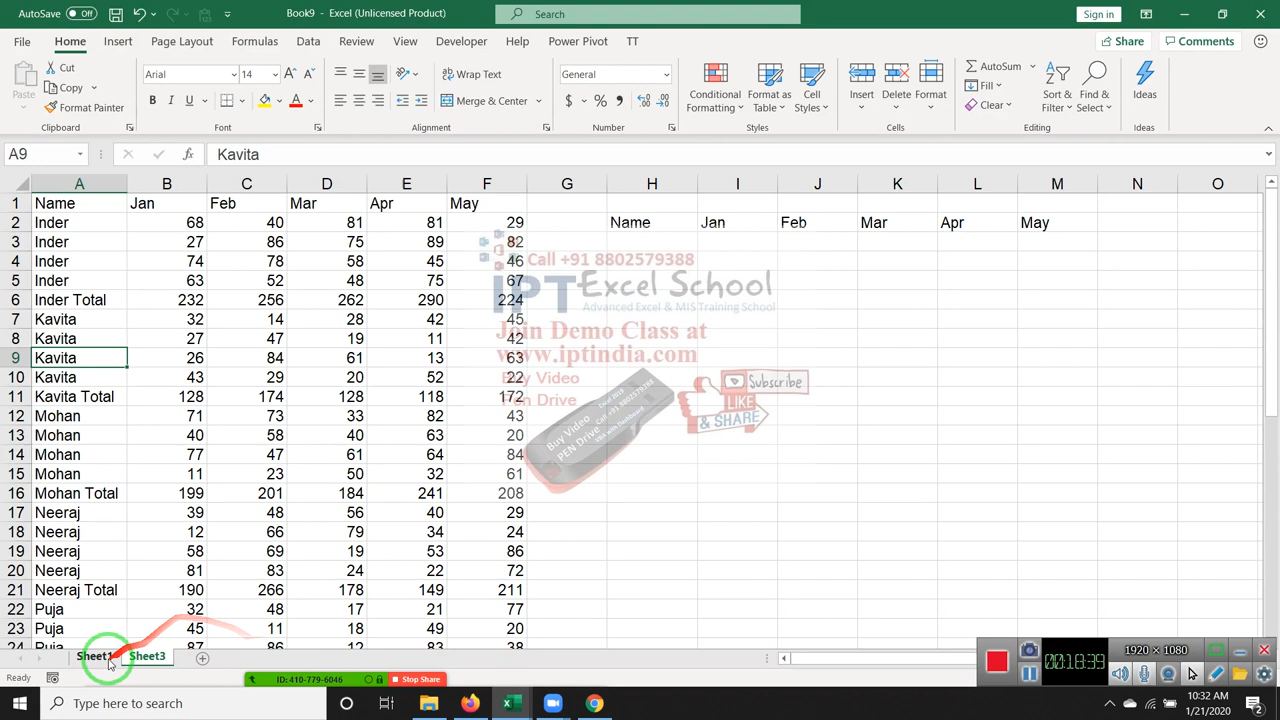 AutoSave Off Book9 - Excel (Unlicensed Product) Search Sign in
File Home Insert Draw Page Layout Formulas Data Review View Developer Help Power Pivot TT Share Comments
Paste Cut Copy Format Painter Clipboard
Arial 14 B I U A Font
Wrap Text Merge & Center Alignment
General $ % , Number
Conditional Formatting Format as Table Cell Styles Styles
Insert Delete Format Cells
AutoSum Fill Clear Sort & Filter Find & Select Editing
Ideas Ideas
A9 fx Kavita
A B C D E F G H I J K L M N O
1 Name Jan Feb Mar Apr May
2 Inder 68 40 81 81 29 Name Jan Feb Mar Apr May
3 Inder 27 86 75 89 82
4 Inder 74 78 58 45 46
5 Inder 63 52 48 75 67
6 Inder Total 232 256 262 290 224
7 Kavita 32 14 28 42 45
8 Kavita 27 47 19 11 42
9 Kavita 26 84 61 13 63
10 Kavita 43 29 20 52 22
11 Kavita Total 128 174 128 118 172
12 Mohan 71 73 33 82 43
13 Mohan 40 58 40 63 20
14 Mohan 77 47 61 64 84
15 Mohan 11 23 50 32 61
16 Mohan Total 199 201 184 241 208
17 Neeraj 39 48 56 40 29
18 Neeraj 12 66 79 34 24
19 Neeraj 58 69 19 53 86
20 Neeraj 81 83 24 22 72
21 Neeraj Total 190 266 178 149 211
22 Puja 32 48 17 21 77
23 Puja 45 11 18 49 20
24 Puja 87 86 12 36 38
Call +91 8802579388
IPT Excel School
Advanced Excel & MIS Training School
Join Demo Class at
www.iptindia.com
Buy Video
Pen Drive
Subscribe
LIKE
& SHARE
Buy Video
PEN Drive
Call +91 8802579388
Sheet1 Sheet3
Ready
ID: 410-779-6046 Stop Share
00:18:39
1920 × 1080
Type here to search
10:32 AM
1/21/2020
2